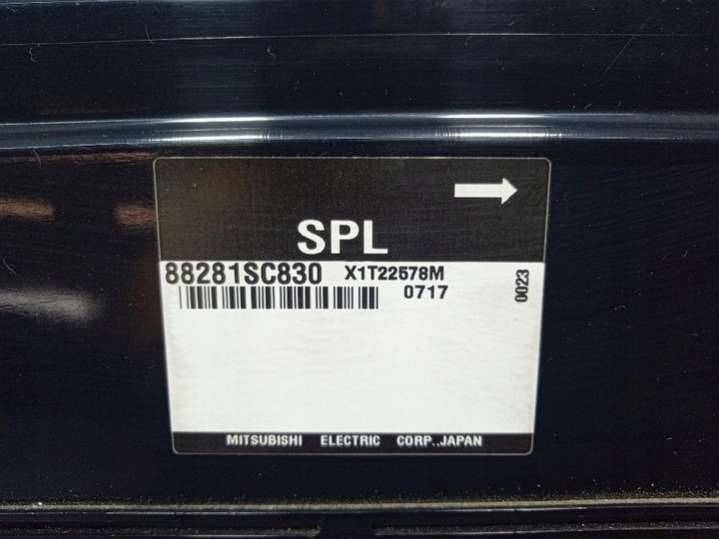 SPL
88281SC830 X1T22578M
0717
0023
MITSUBISHI ELECTRIC CORP. JAPAN